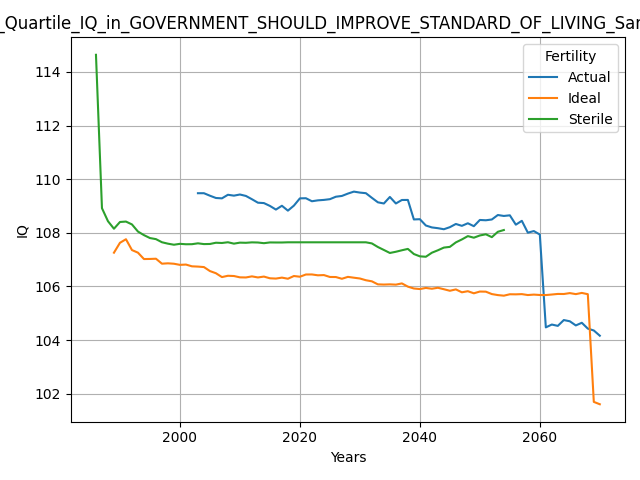 _Quartile_IQ_in_GOVERNMENT_SHOULD_IMPROVE_STANDARD_OF_LIVING_Sar
Fertility
Actual
Ideal
Sterile
114
112
110
108
106
104
102
IQ
2000
2020
2040
2060
Years